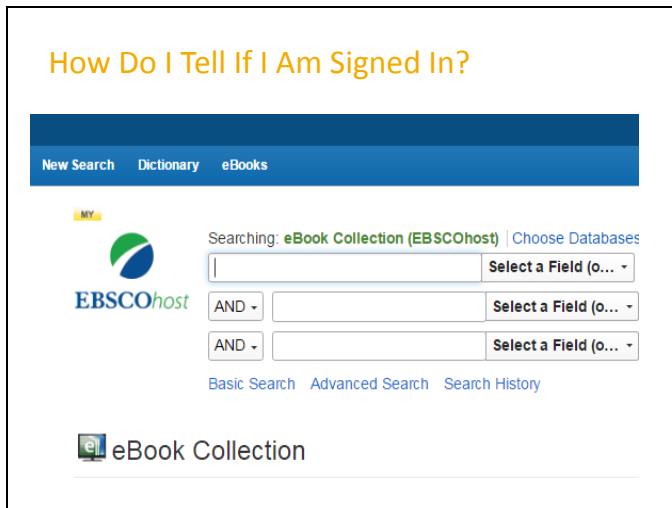 How Do I Tell If I Am Signed In?
New Search Dictionary eBooks
MY
Searching: eBook Collection (EBSCOhost) | Choose Databases
Select a Field (o...
EBSCOhost
AND Select a Field (o...
AND Select a Field (o...
Basic Search Advanced Search Search History
e eBook Collection